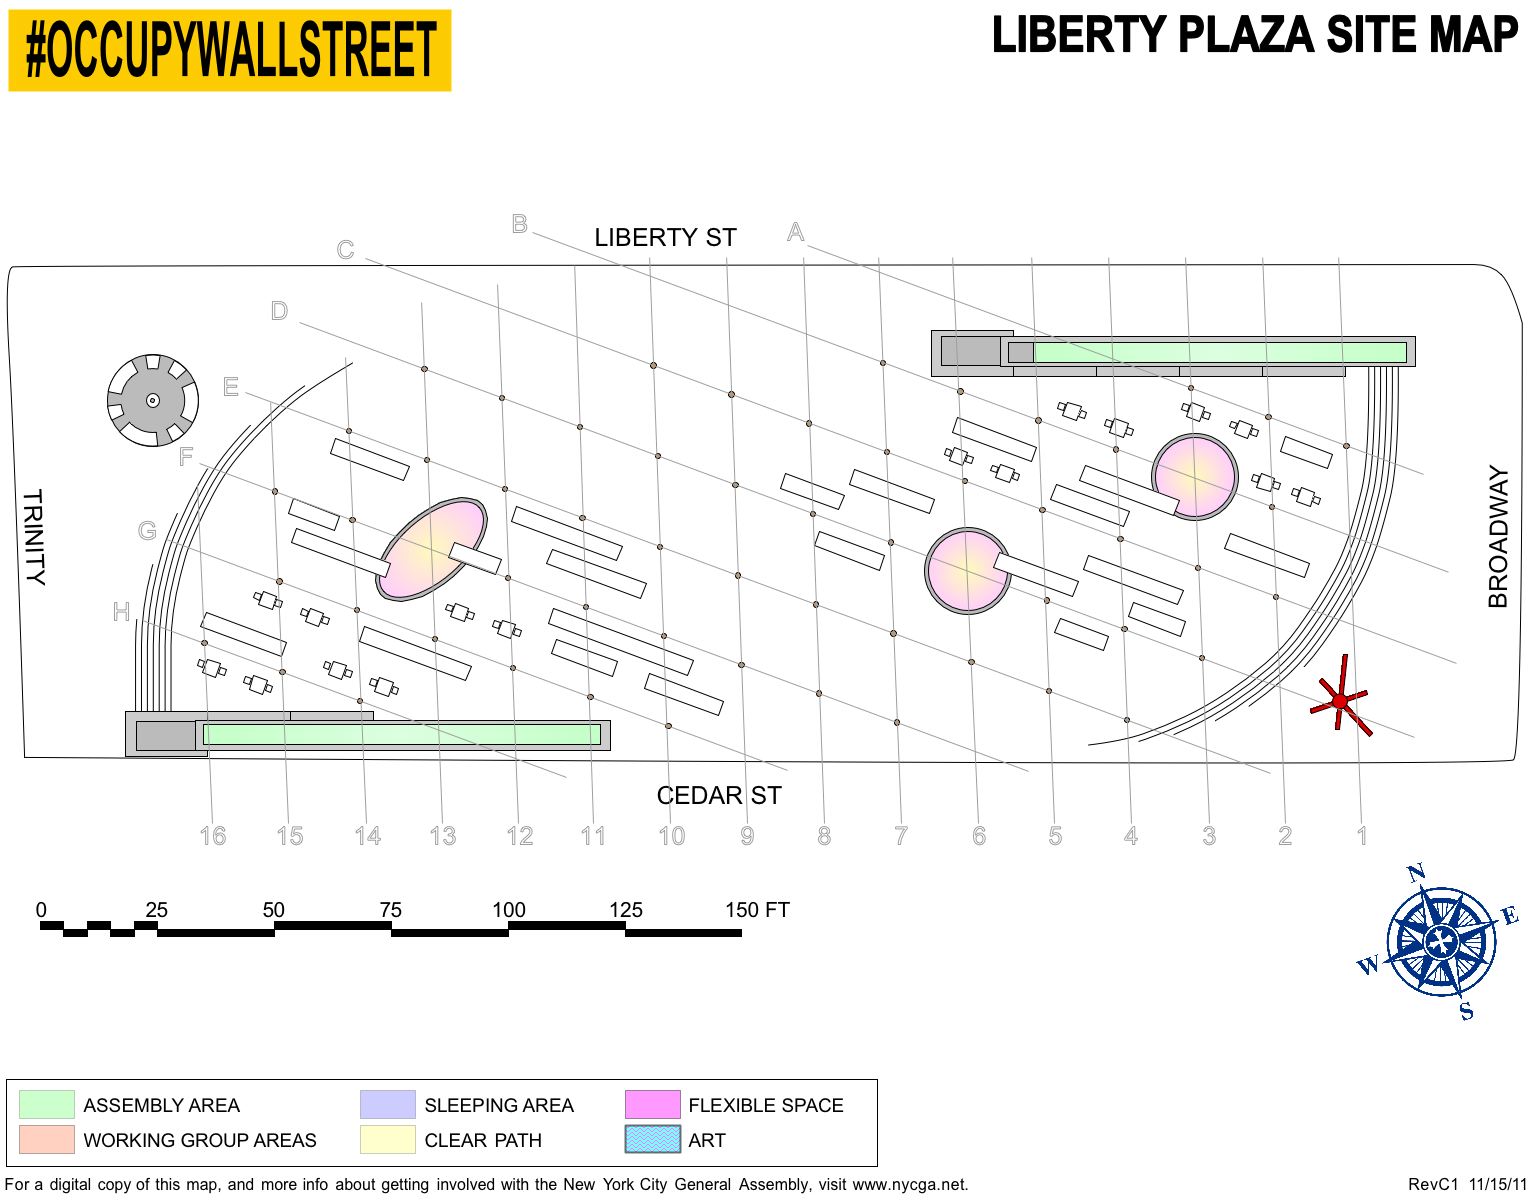 #OCCUPYWALLSTREET
LIBERTY PLAZA SITE MAP
LIBERTY ST
A
B
C
D
E
F
G
H
TRINITY
BROADWAY
CEDAR ST
16 15 14 13 12 11 10 9 8 7 6 5 4 3 2 1
0 25 50 75 100 125 150 FT
N
E
W
S
ASSEMBLY AREA
SLEEPING AREA
FLEXIBLE SPACE
WORKING GROUP AREAS
CLEAR PATH
ART
For a digital copy of this map, and more info about getting involved with the New York City General Assembly, visit www.nycga.net.
RevC1 11/15/11